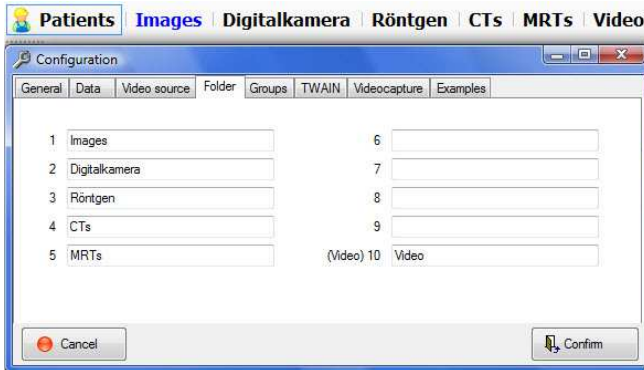 Patients Images Digitalkamera Röntgen CTs MRTs Video
Configuration
General Data Video source Folder Groups TWAIN Videocapture Examples
1 Images 6
2 Digitalkamera 7
3 Röntgen 8
4 CTs 9
5 MRTs (Video) 10 Video
Cancel Confirm